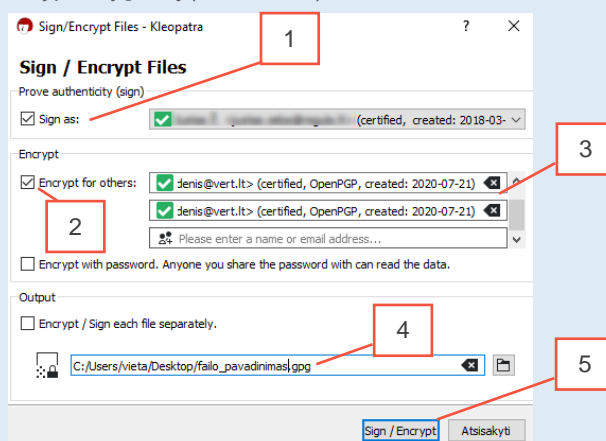 Sign/Encrypt Files - Kleopatra ? ×
1
Sign / Encrypt Files
Prove authenticity (sign)
Sign as: (certified, created: 2018-03-
Encrypt
3
Encrypt for others: denis@vert.lt> (certified, OpenPGP, created: 2020-07-21)
denis@vert.lt> (certified, OpenPGP, created: 2020-07-21)
2
Please enter a name or email address...
Encrypt with password. Anyone you share the password with can read the data.
Output
Encrypt / Sign each file separately.
4
C:/Users/vieta/Desktop/failo_pavadinimas.gpg
5
Sign / Encrypt Atsisakyti